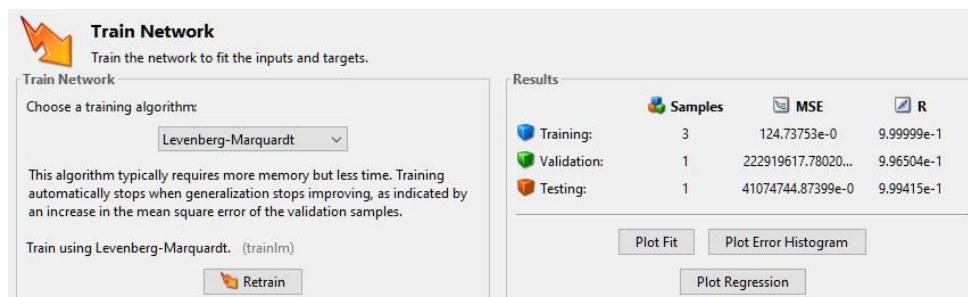 Train Network
Train the network to fit the inputs and targets.
Train Network
Choose a training algorithm:
Levenberg-Marquardt
This algorithm typically requires more memory but less time. Training
automatically stops when generalization stops improving, as indicated by
an increase in the mean square error of the validation samples.
Train using Levenberg-Marquardt. (trainlm)
Retrain
Results
Samples MSE R
Training: 3 124.73753e-0 9.99999e-1
Validation: 1 222919617.78020... 9.96504e-1
Testing: 1 41074744.87399e-0 9.99415e-1
Plot Fit Plot Error Histogram
Plot Regression